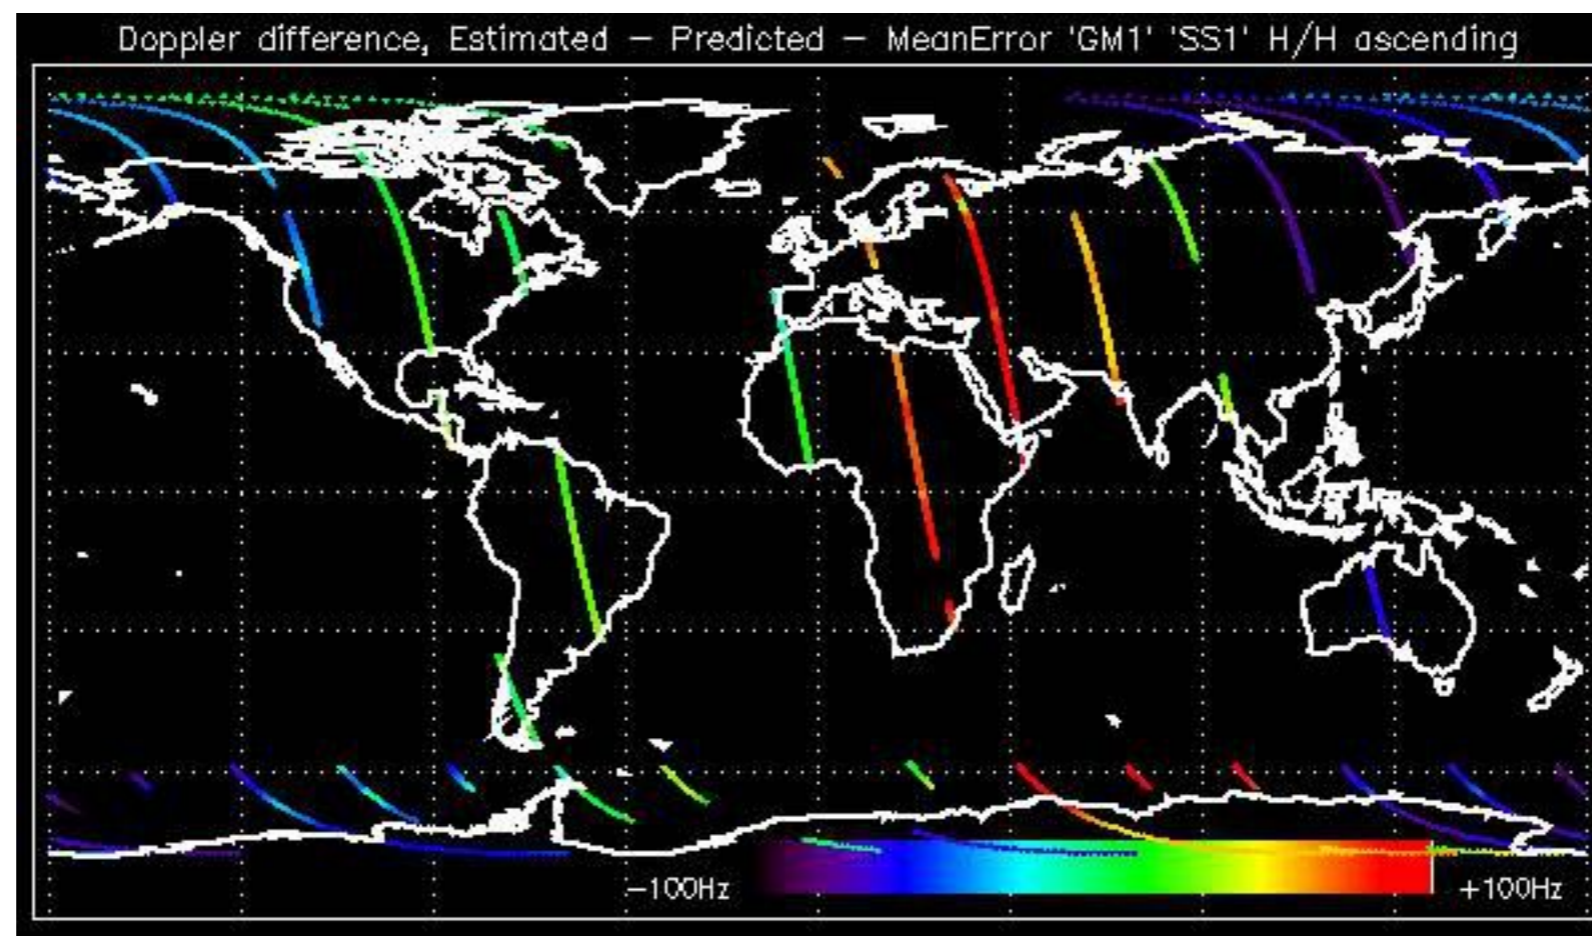 Doppler difference, Estimated − Predicted − MeanError 'GM1' 'SS1' H/H ascending
−100Hz
+100Hz